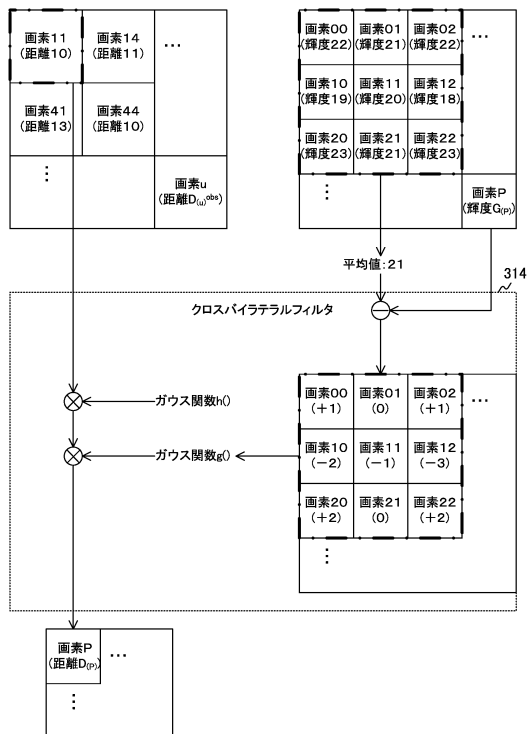 画素11 画素14 …
(距離10) (距離11)
画素41 画素44
(距離13) (距離10)
⋮
画素u
(距離D(u)obs)
画素00 画素01 画素02 …
(輝度22) (輝度21) (輝度22)
画素10 画素11 画素12
(輝度19) (輝度20) (輝度18)
画素20 画素21 画素22
(輝度23) (輝度21) (輝度23)
⋮
画素P
(輝度G(P))
平均値:21
314
クロスバイラテラルフィルタ
ガウス関数h()
ガウス関数g()
画素00 画素01 画素02 …
(+1) (0) (+1)
画素10 画素11 画素12
(−2) (−1) (−3)
画素20 画素21 画素22
(+2) (0) (+2)
⋮
画素P …
(距離D(P))
⋮